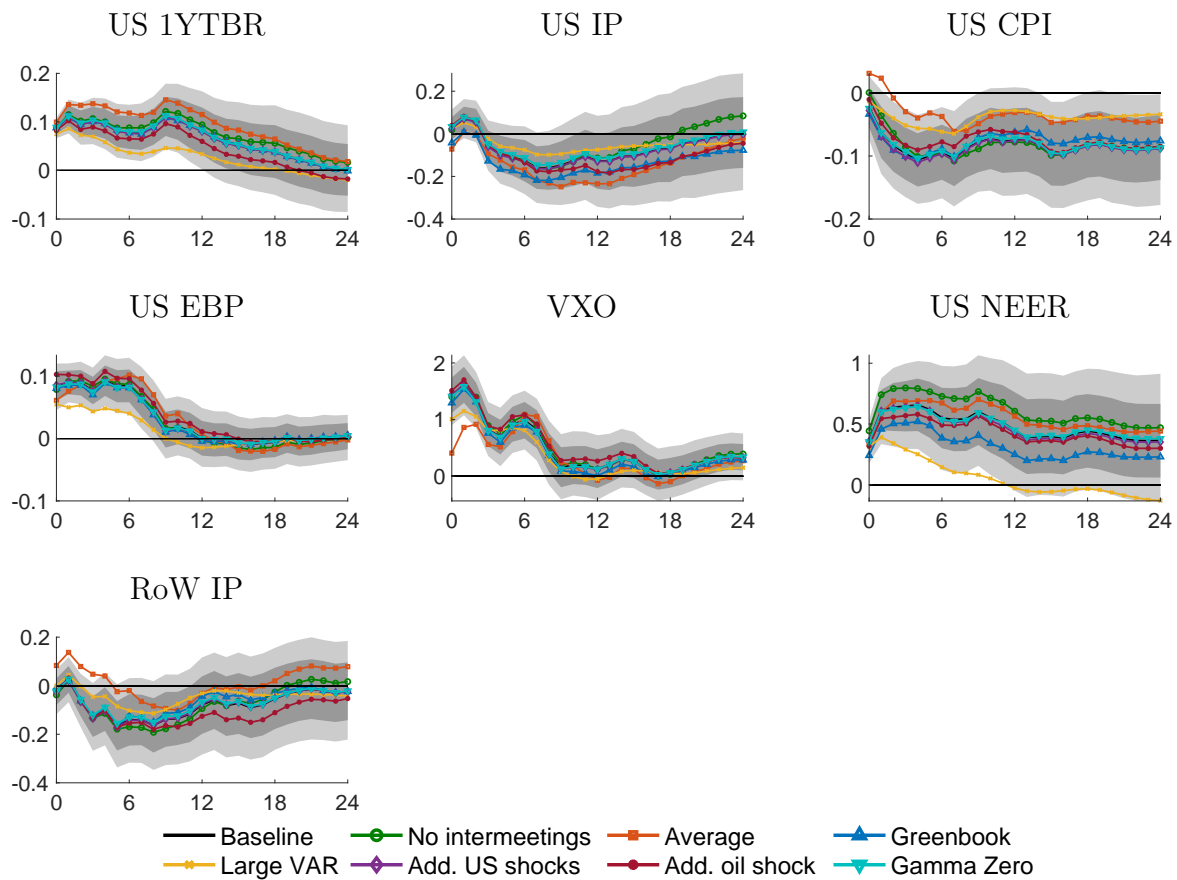 US 1YTBR US IP US CPI
0.2 0.2 0
0.1 0 -0.1
0 -0.2
-0.1 -0.4 -0.2
0 6 12 18 24 0 6 12 18 24 0 6 12 18 24
US EBP VXO US NEER
0.1 2 1
0 1 0.5
-0.1 0 0
0 6 12 18 24 0 6 12 18 24 0 6 12 18 24
RoW IP
0.2
0
-0.2
-0.4
0 6 12 18 24
Baseline No intermeetings Average Greenbook
Large VAR Add. US shocks Add. oil shock Gamma Zero